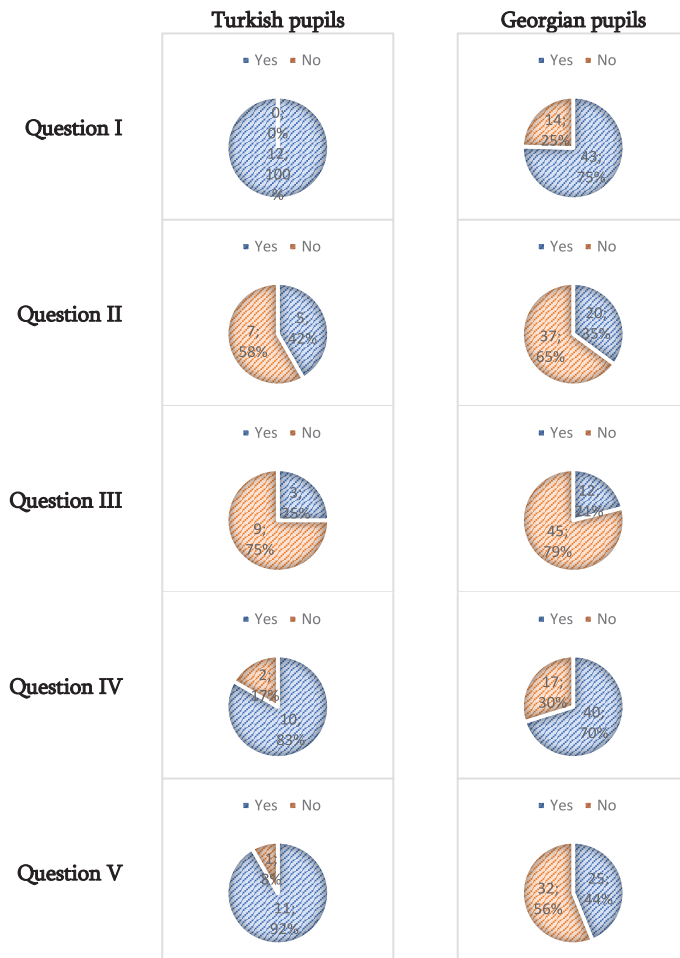 Turkish pupils Georgian pupils
Question I
Yes No
0;
0%
12;
100
%
Yes No
14;
25%
43;
75%
Question II
Yes No
7;
58%
5;
42%
Yes No
37;
65%
20;
35%
Question III
Yes No
3;
25%
9;
75%
Yes No
12;
21%
45;
79%
Question IV
Yes No
2;
17%
10;
83%
Yes No
17;
30%
40;
70%
Question V
Yes No
1;
8%
11;
92%
Yes No
32;
56%
25;
44%